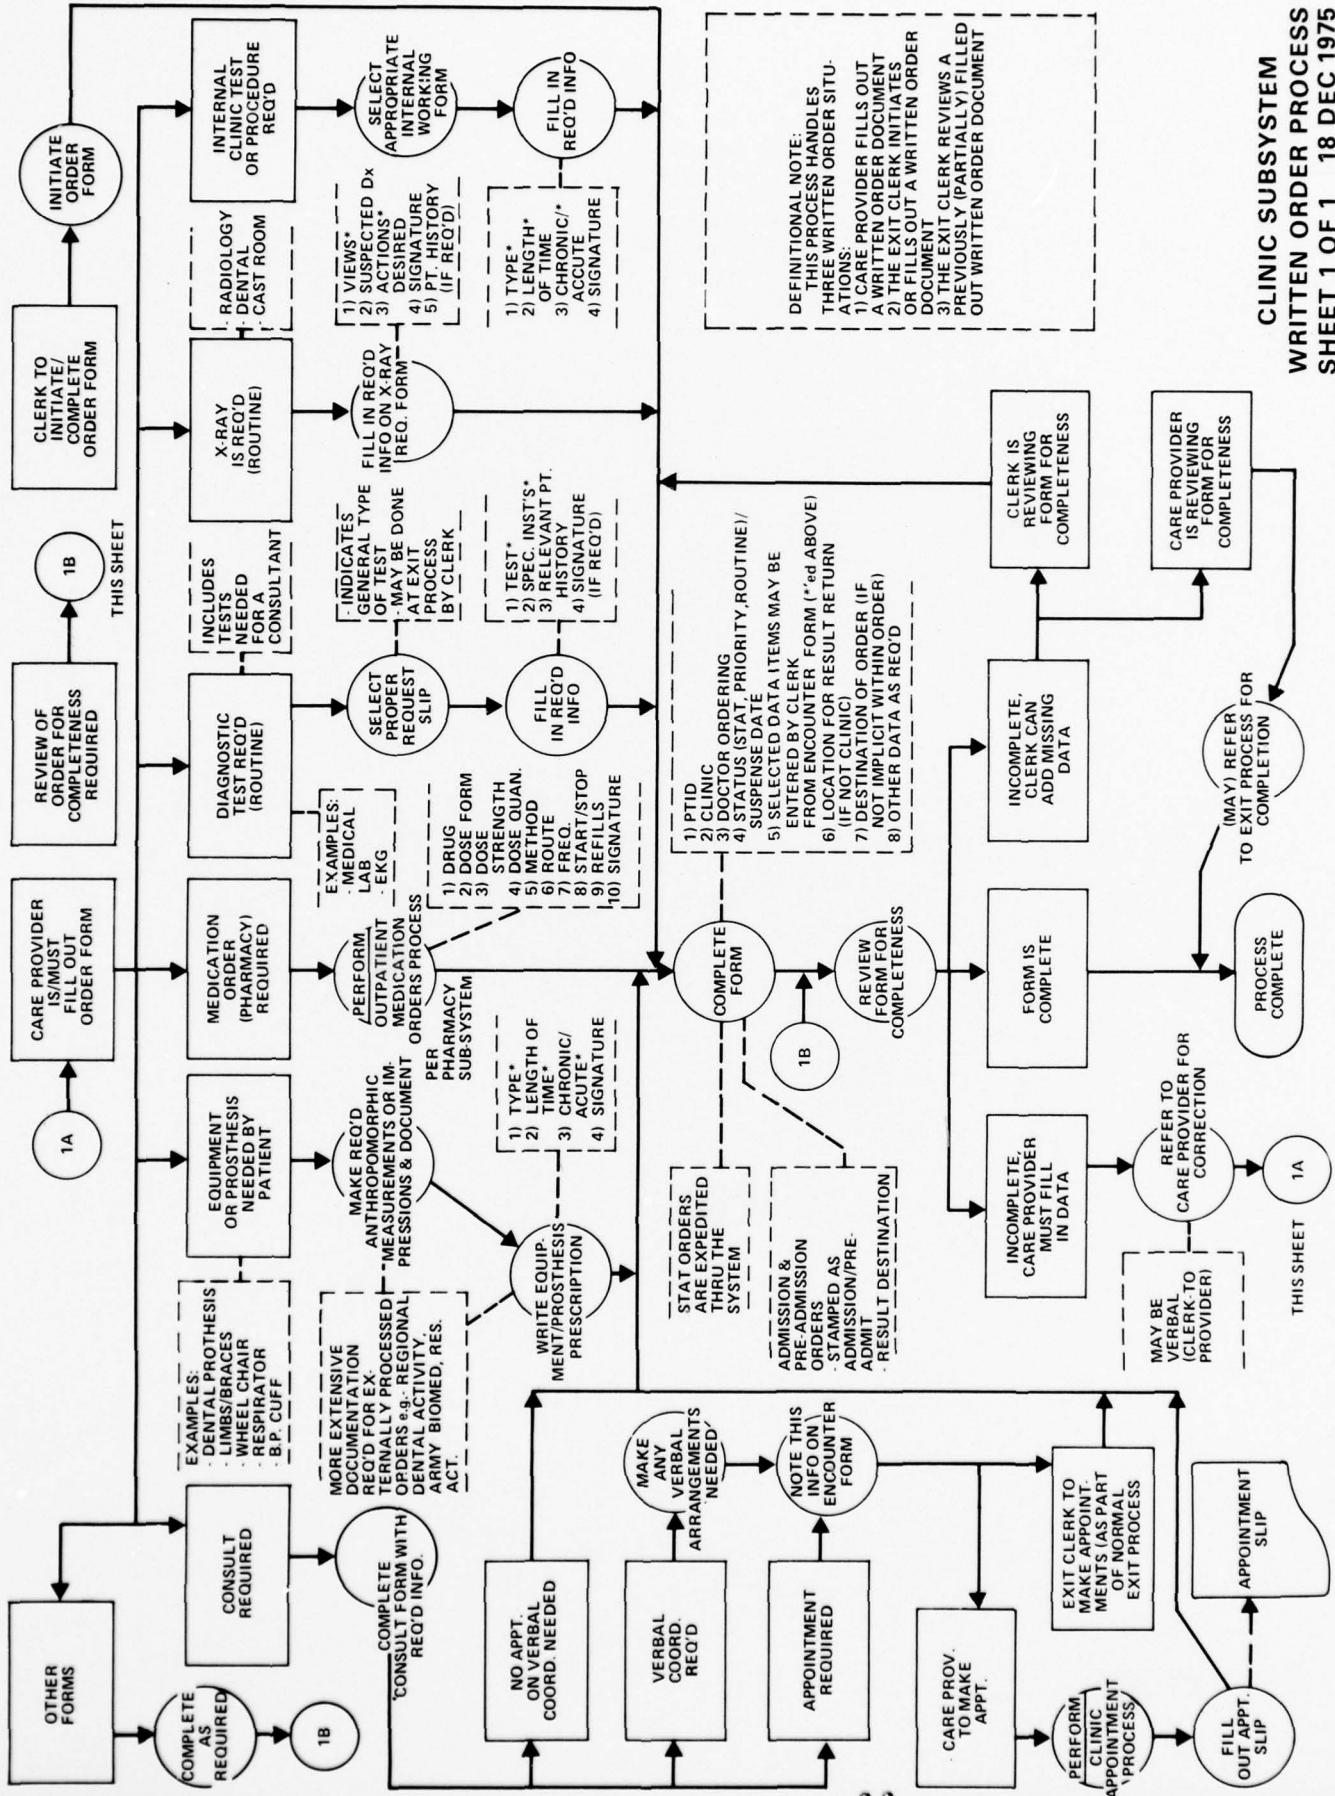 OTHER
FORMS
COMPLETE
AS
REQUIRED
1B
1A
CARE PROVIDER
IS/MUST
FILL OUT
ORDER FORM
REVIEW OF
ORDER FOR
COMPLETENESS
REQUIRED
1B
THIS SHEET
CLERK TO
INITIATE/
COMPLETE
ORDER FORM
INITIATE
ORDER
FORM
CONSULT
REQUIRED
EXAMPLES:
- DENTAL PROTHESIS
- LIMBS/BRACES
- WHEEL CHAIR
- RESPIRATOR
- B.P. CUFF
EQUIPMENT
OR PROSTHESIS
NEEDED BY
PATIENT
MEDICATION
ORDER
(PHARMACY)
REQUIRED
DIAGNOSTIC
TEST REQ'D
(ROUTINE)
INCLUDES
TESTS
NEEDED
FOR A
CONSULTANT
X-RAY
IS REQ'D
(ROUTINE)
- RADIOLOGY
- DENTAL
- CAST ROOM
INTERNAL
CLINIC TEST
OR PROCEDURE
REQ'D
COMPLETE
CONSULT FORM WITH
REQ'D INFO.
MORE EXTENSIVE
DOCUMENTATION
REQ'D FOR EX-
TERNALLY PROCESSED
ORDERS e.g.- REGIONAL
DENTAL ACTIVITY,
ARMY BIOMED, RES.
ACT.
MAKE REQ'D
ANTHROPOMORPHIC
MEASUREMENTS OR IM-
PRESSIONS & DOCUMENT
PERFORM
OUTPATIENT
MEDICATION
ORDERS PROCESS
PER
PHARMACY
SUB-SYSTEM
EXAMPLES:
- MEDICAL
LAB
- EKG
1) DRUG
2) DOSE FORM
3) DOSE
STRENGTH
4) DOSE QUAN.
5) METHOD
6) ROUTE
7) FREQ.
8) START/STOP
9) REFILLS
10) SIGNATURE
SELECT
PROPER
REQUEST
SLIP
- INDICATES
GENERAL TYPE
OF TEST
- MAY BE DONE
AT EXIT
PROCESS
BY CLERK
FILL IN REQ'D
INFO ON X-RAY
REQ. FORM
1) VIEWS*
2) SUSPECTED Dx
3) ACTIONS*
DESIRED
4) SIGNATURE
5) PT. HISTORY
(IF REQ'D)
SELECT
APPROPRIATE
INTERNAL
WORKING
FORM
WRITE EQUIP-
MENT/PROSTHESIS
PRESCRIPTION
1) TYPE*
2) LENGTH OF
TIME*
3) CHRONIC/
ACUTE*
4) SIGNATURE
FILL
IN REQ'D
INFO
1) TEST*
2) SPEC. INST'S*
3) RELEVANT PT.
HISTORY
4) SIGNATURE
(IF REQ'D)
1) TYPE*
2) LENGTH*
OF TIME
3) CHRONIC/*
ACCUTE
4) SIGNATURE
FILL IN
REQ'D INFO
NO APPT.
ON VERBAL
COORD. NEEDED
VERBAL
COORD.
REQ'D
MAKE
ANY
VERBAL
ARRANGEMENTS
NEEDED
APPOINTMENT
REQUIRED
NOTE THIS
INFO ON
ENCOUNTER
FORM
STAT ORDERS
ARE EXPEDITED
THRU THE
SYSTEM
ADMISSION &
PRE-ADMISSION
ORDERS
- STAMPED AS
ADMISSION/PRE-
ADMIT
- RESULT DESTINATION
COMPLETE
FORM
1B
REVIEW
FORM FOR
COMPLETENESS
1) PTID
2) CLINIC
3) DOCTOR ORDERING
4) STATUS (STAT, PRIORITY,ROUTINE)/
SUSPENSE DATE
5) SELECTED DATA ITEMS MAY BE
ENTERED BY CLERK
FROM ENCOUNTER FORM (*'ed ABOVE)
6) LOCATION FOR RESULT RETURN
(IF NOT CLINIC)
7) DESTINATION OF ORDER (IF
NOT IMPLICIT WITHIN ORDER)
8) OTHER DATA AS REQ'D
DEFINITIONAL NOTE:
THIS PROCESS HANDLES
THREE WRITTEN ORDER SITU-
ATIONS:
1) CARE PROVIDER FILLS OUT
A WRITTEN ORDER DOCUMENT
2) THE EXIT CLERK INITIATES
OR FILLS OUT A WRITTEN ORDER
DOCUMENT
3) THE EXIT CLERK REVIEWS A
PREVIOUSLY (PARTIALLY) FILLED
OUT WRITTEN ORDER DOCUMENT
CARE PROV.
TO MAKE
APPT.
EXIT CLERK TO
MAKE APPOINT-
MENTS (AS PART
OF NORMAL
EXIT PROCESS
INCOMPLETE,
CARE PROVIDER
MUST FILL
IN DATA
FORM IS
COMPLETE
INCOMPLETE,
CLERK CAN
ADD MISSING
DATA
CLERK IS
REVIEWING
FORM FOR
COMPLETENESS
PERFORM
CLINIC
APPOINTMENT
PROCESS
MAY BE
VERBAL
(CLERK-TO
PROVIDER)
REFER TO
CARE PROVIDER FOR
CORRECTION
CARE PROVIDER
IS REVIEWING
FORM FOR
COMPLETENESS
FILL
OUT APPT.
SLIP
APPOINTMENT
SLIP
THIS SHEET
1A
PROCESS
COMPLETE
(MAY) REFER
TO EXIT PROCESS FOR
COMPLETION
CLINIC SUBSYSTEM
WRITTEN ORDER PROCESS
SHEET 1 OF 1 18 DEC 1975